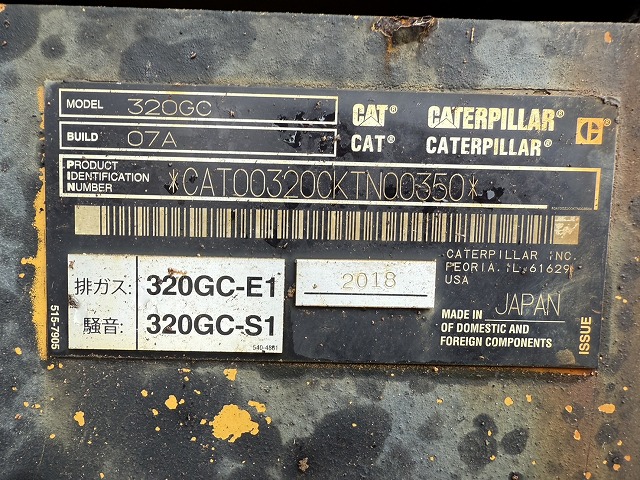 MODEL 320GC
BUILD 07A
CAT® CATERPILLAR®
CAT® CATERPILLAR®
PRODUCT IDENTIFICATION NUMBER *CAT00320CKTN00350*
CATERPILLAR INC.
PEORIA. IL. 61629
USA
排ガス: 320GC-E1
騒音: 320GC-S1
540-4881
2018
MADE IN JAPAN
OF DOMESTIC AND
FOREIGN COMPONENTS
ISSUE
515-7905